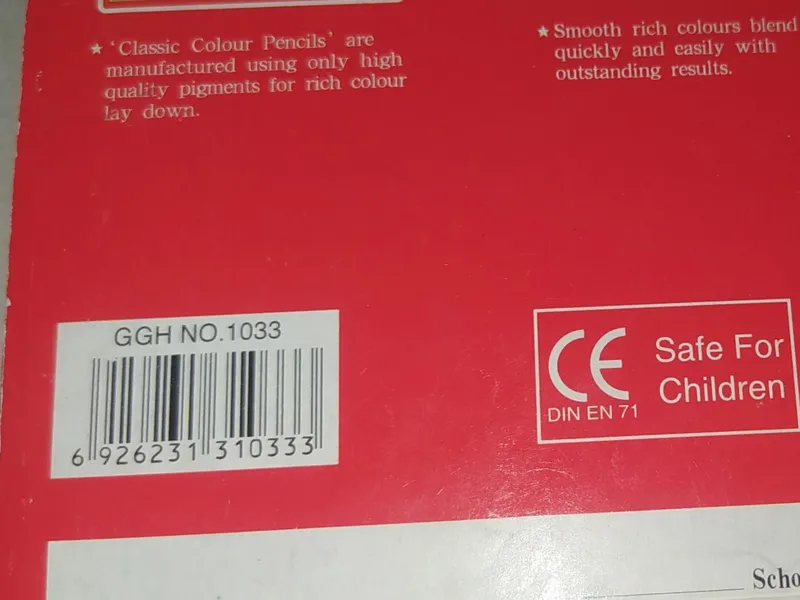 ★ 'Classic Colour Pencils' are
manufactured using only high
quality pigments for rich colour
lay down.
★ Smooth rich colours blend
quickly and easily with
outstanding results.
GGH NO.1033
6 926231 310333
CE
DIN EN 71
Safe For
Children
Scho